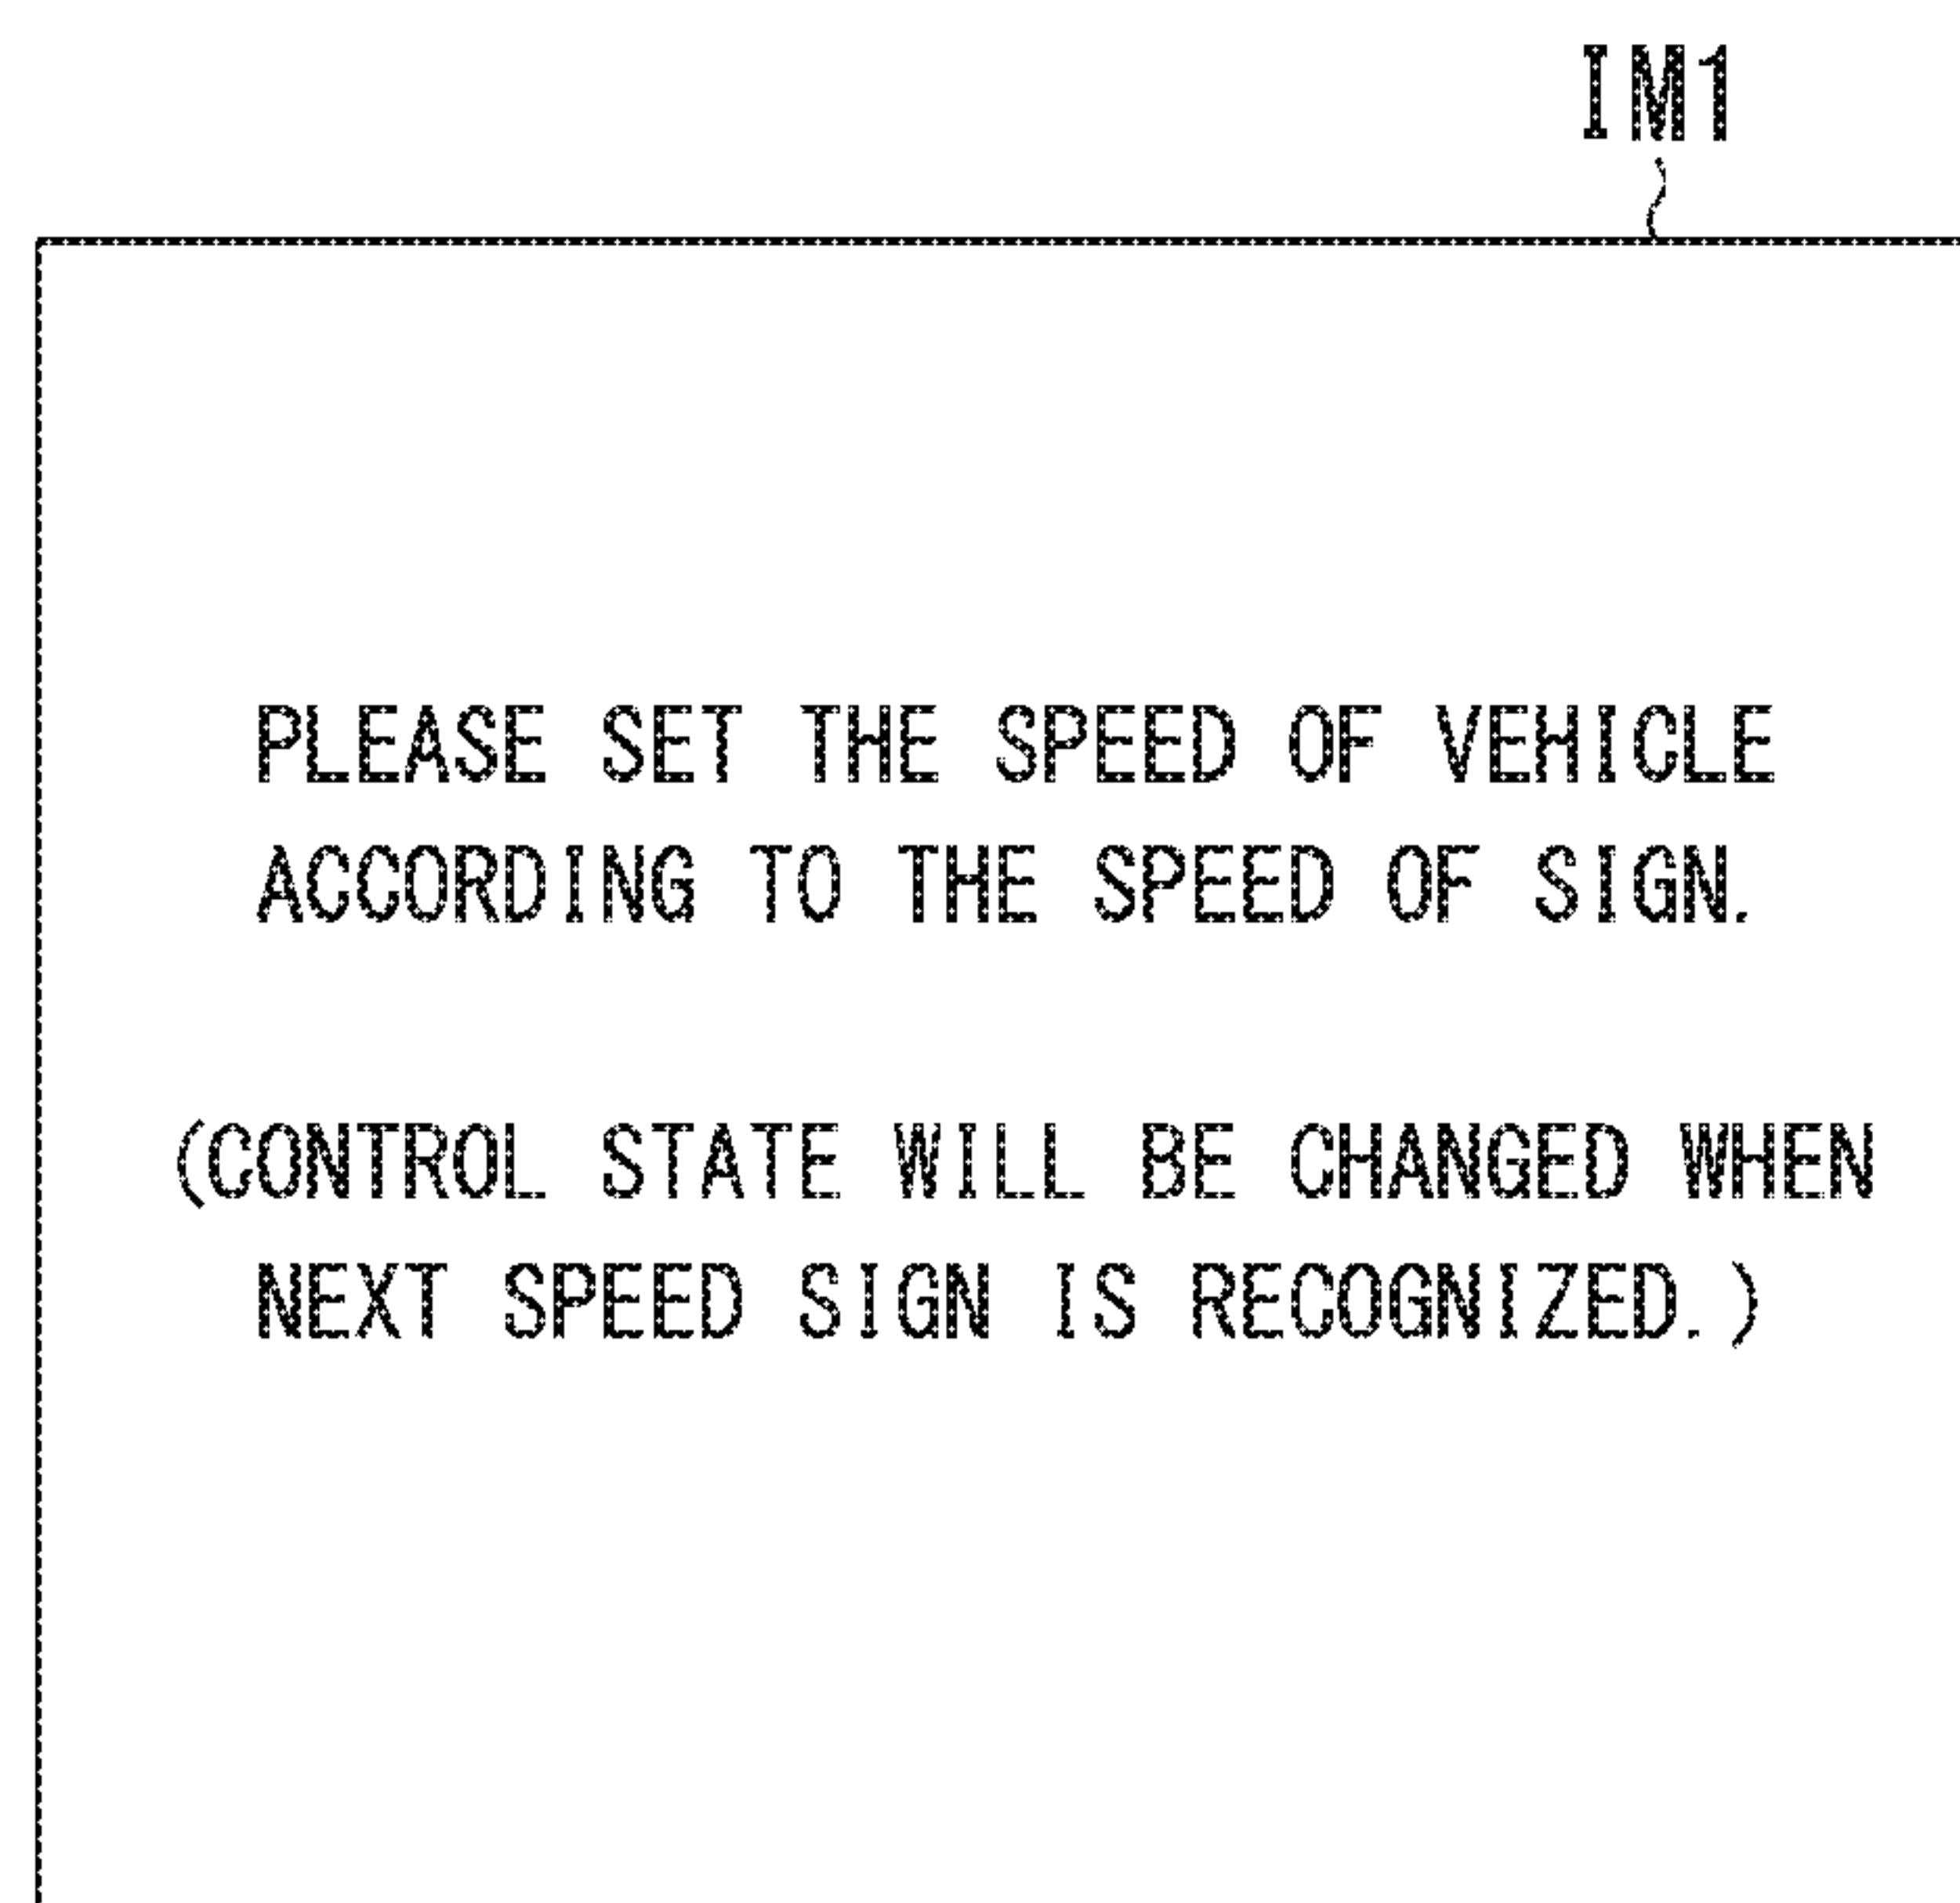 IM1
PLEASE SET THE SPEED OF VEHICLE
ACCORDING TO THE SPEED OF SIGN.
(CONTROL STATE WILL BE CHANGED WHEN
NEXT SPEED SIGN IS RECOGNIZED.)